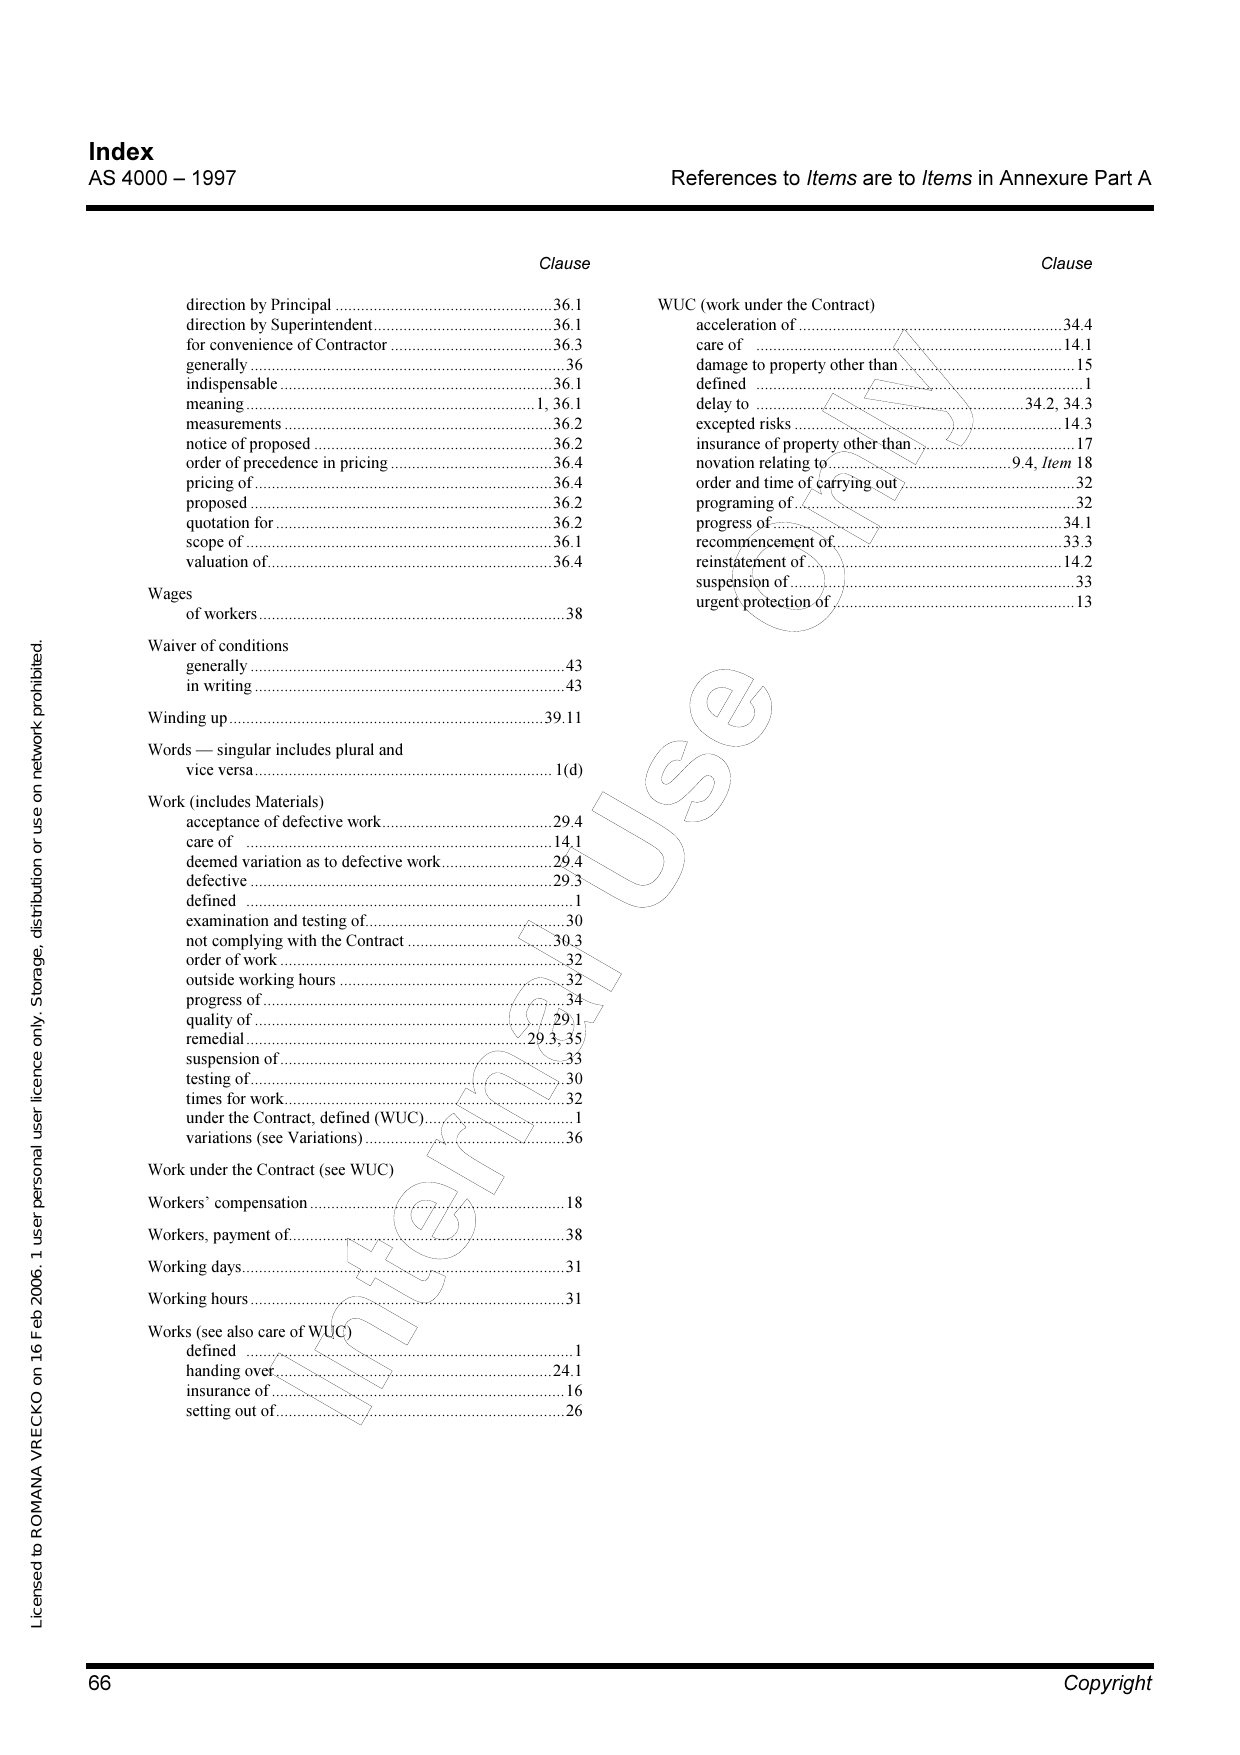 Index
AS 4000 – 1997
References to Items are to Items in Annexure Part A
Clause
direction by Principal ...................................................36.1
direction by Superintendent..........................................36.1
for convenience of Contractor ......................................36.3
generally ..........................................................................36
indispensable ................................................................36.1
meaning....................................................................1, 36.1
measurements ...............................................................36.2
notice of proposed ........................................................36.2
order of precedence in pricing ......................................36.4
pricing of ......................................................................36.4
proposed .......................................................................36.2
quotation for .................................................................36.2
scope of ........................................................................36.1
valuation of...................................................................36.4
Wages
of workers........................................................................38
Waiver of conditions
generally ..........................................................................43
in writing .........................................................................43
Winding up..........................................................................39.11
Words — singular includes plural and
vice versa...................................................................... 1(d)
Work (includes Materials)
acceptance of defective work........................................29.4
care of ........................................................................14.1
deemed variation as to defective work..........................29.4
defective .......................................................................29.3
defined .............................................................................1
examination and testing of...............................................30
not complying with the Contract ..................................30.3
order of work ...................................................................32
outside working hours .....................................................32
progress of .......................................................................34
quality of ......................................................................29.1
remedial..................................................................29.3, 35
suspension of...................................................................33
testing of..........................................................................30
times for work..................................................................32
under the Contract, defined (WUC)...................................1
variations (see Variations) ...............................................36
Work under the Contract (see WUC)
Workers’ compensation ............................................................18
Workers, payment of.................................................................38
Working days............................................................................31
Working hours ..........................................................................31
Works (see also care of WUC)
defined .............................................................................1
handing over.................................................................24.1
insurance of .....................................................................16
setting out of....................................................................26
Clause
WUC (work under the Contract)
acceleration of ..............................................................34.4
care of ........................................................................14.1
damage to property other than .........................................15
defined .............................................................................1
delay to ...............................................................34.2, 34.3
excepted risks ...............................................................14.3
insurance of property other than ......................................17
novation relating to...........................................9.4, Item 18
order and time of carrying out .........................................32
programing of ..................................................................32
progress of ....................................................................34.1
recommencement of......................................................33.3
reinstatement of ............................................................14.2
suspension of ...................................................................33
urgent protection of .........................................................13
Internal Use Only
Licensed to ROMANA VRECKO on 16 Feb 2006. 1 user personal user licence only. Storage, distribution or use on network prohibited.
66
Copyright